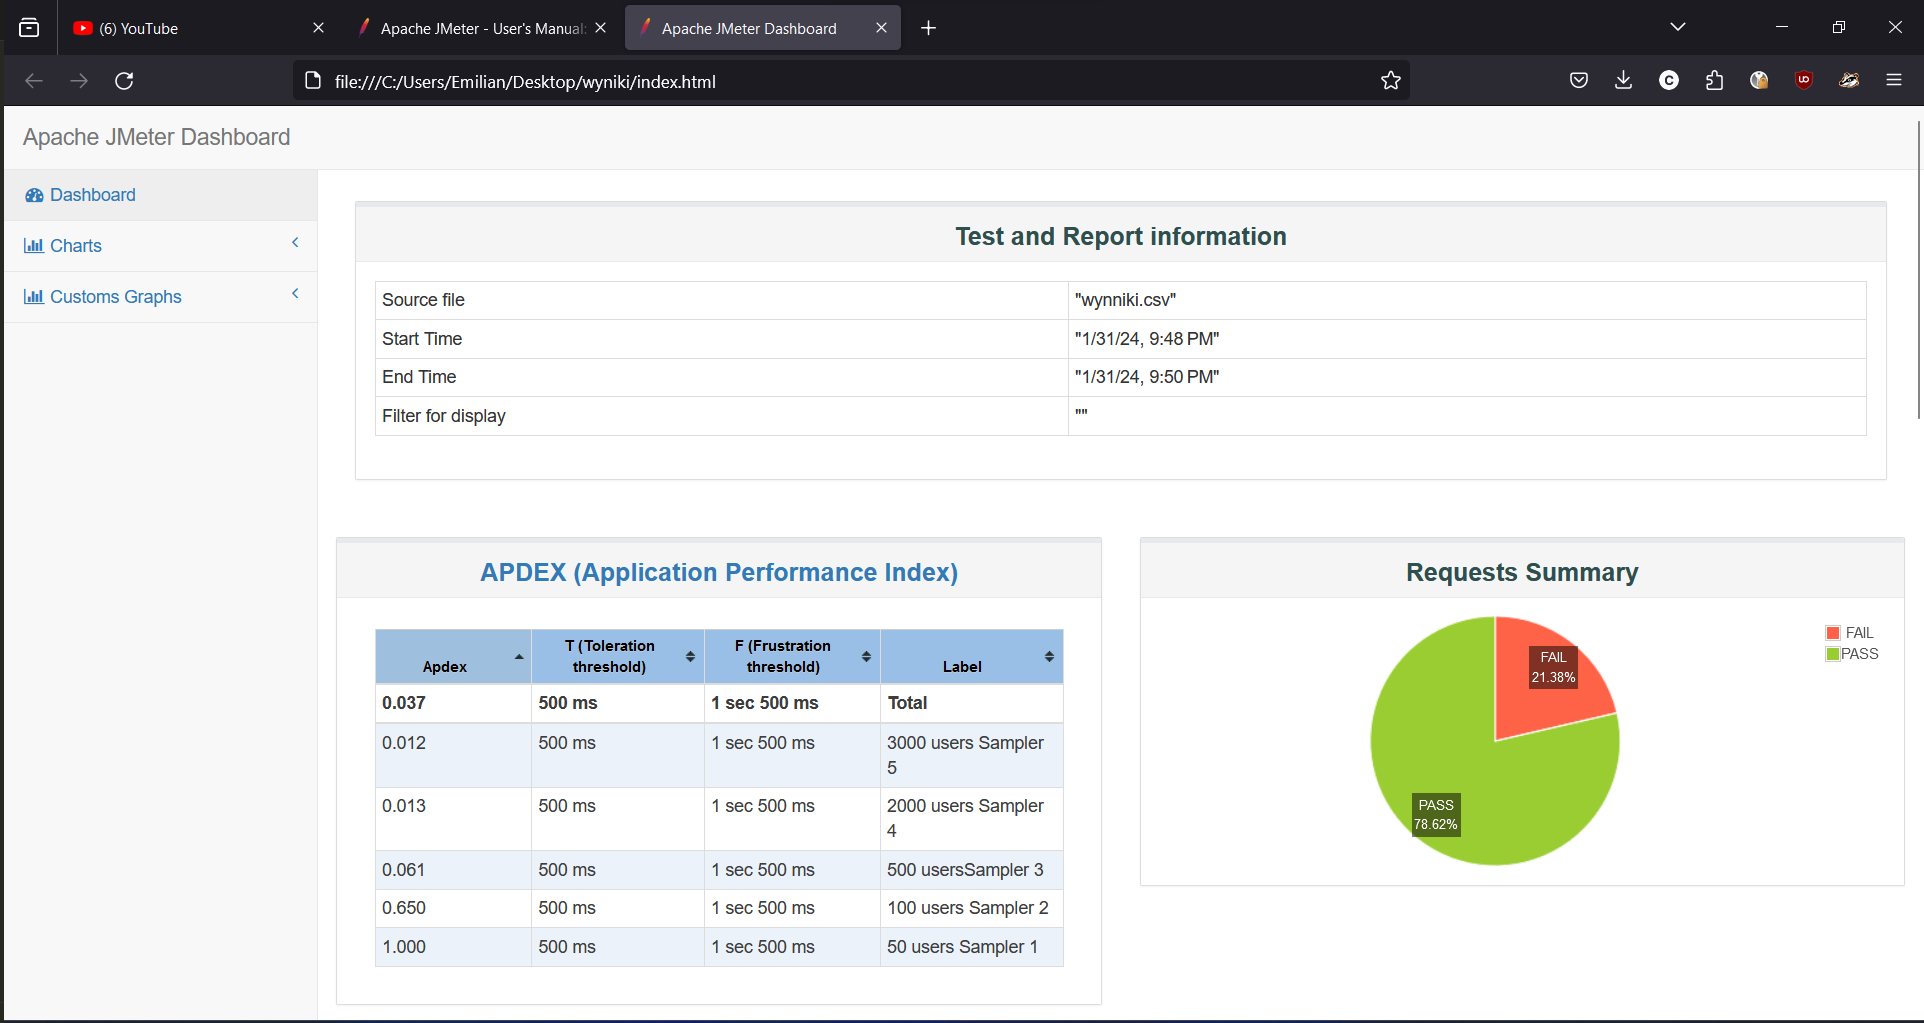 (6) YouTube
Apache JMeter - User's Manual:
Apache JMeter Dashboard
file:///C:/Users/Emilian/Desktop/wyniki/index.html
Apache JMeter Dashboard
Dashboard
Charts
Customs Graphs
Test and Report information
Source file "wynniki.csv"
Start Time "1/31/24, 9:48 PM"
End Time "1/31/24, 9:50 PM"
Filter for display ""
APDEX (Application Performance Index)
Apdex T (Toleration threshold) F (Frustration threshold) Label
0.037 500 ms 1 sec 500 ms Total
0.012 500 ms 1 sec 500 ms 3000 users Sampler
5
0.013 500 ms 1 sec 500 ms 2000 users Sampler
4
0.061 500 ms 1 sec 500 ms 500 usersSampler 3
0.650 500 ms 1 sec 500 ms 100 users Sampler 2
1.000 500 ms 1 sec 500 ms 50 users Sampler 1
Requests Summary
FAIL
PASS
FAIL
21.38%
PASS
78.62%